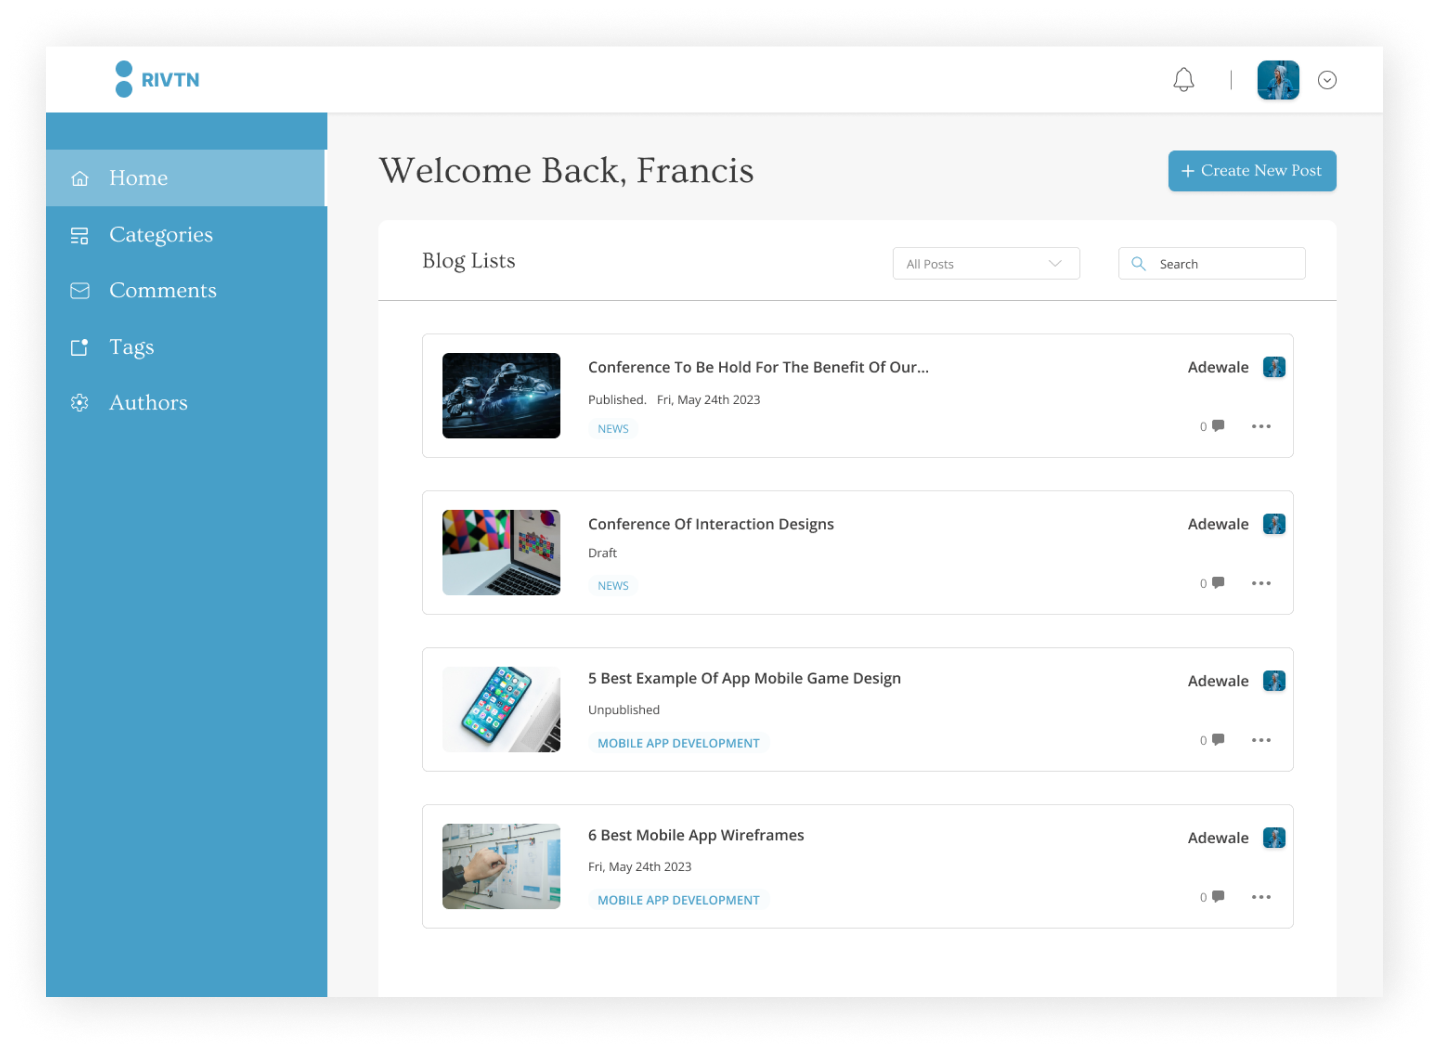 RIVTN
Home
Categories
Comments
Tags
Authors
Welcome Back, Francis
+ Create New Post
Blog Lists
All Posts
Search
Conference To Be Hold For The Benefit Of Our...
Adewale
Published. Fri, May 24th 2023
NEWS
0
Conference Of Interaction Designs
Adewale
Draft
NEWS
0
5 Best Example Of App Mobile Game Design
Adewale
Unpublished
MOBILE APP DEVELOPMENT
0
6 Best Mobile App Wireframes
Adewale
Fri, May 24th 2023
MOBILE APP DEVELOPMENT
0